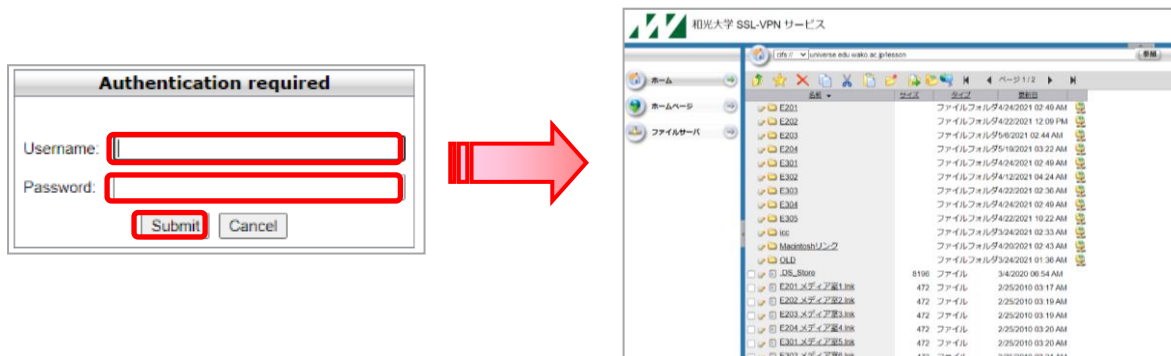 Authentication required
Username:
Password:
Submit Cancel
和光大学 SSL-VPN サービス
cifs:// universe.edu.wako.ac.jp/lesson
ホーム
ホームページ
ファイルサーバ
ページ 1 / 2
名前 サイズ タイプ 更新日
E201 ファイルフォルダ 4/24/2021 02:49 AM
E202 ファイルフォルダ 4/22/2021 12:09 PM
E203 ファイルフォルダ 5/6/2021 02:44 AM
E204 ファイルフォルダ 5/19/2021 03:22 AM
E301 ファイルフォルダ 4/24/2021 02:49 AM
E302 ファイルフォルダ 4/12/2021 04:24 AM
E303 ファイルフォルダ 4/22/2021 02:36 AM
E304 ファイルフォルダ 4/24/2021 02:49 AM
E305 ファイルフォルダ 4/22/2021 10:22 AM
icc ファイルフォルダ 3/24/2021 02:33 AM
Macintoshリンク ファイルフォルダ 4/20/2021 02:43 AM
OLD ファイルフォルダ 3/24/2021 01:36 AM
.DS_Store 8196 ファイル 3/4/2020 06:54 AM
E201 メディア室1.lnk 472 ファイル 2/25/2010 03:17 AM
E202 メディア室2.lnk 472 ファイル 2/25/2010 03:19 AM
E203 メディア室3.lnk 472 ファイル 2/25/2010 03:19 AM
E204 メディア室4.lnk 472 ファイル 2/25/2010 03:20 AM
E301 メディア室5.lnk 472 ファイル 2/25/2010 03:20 AM